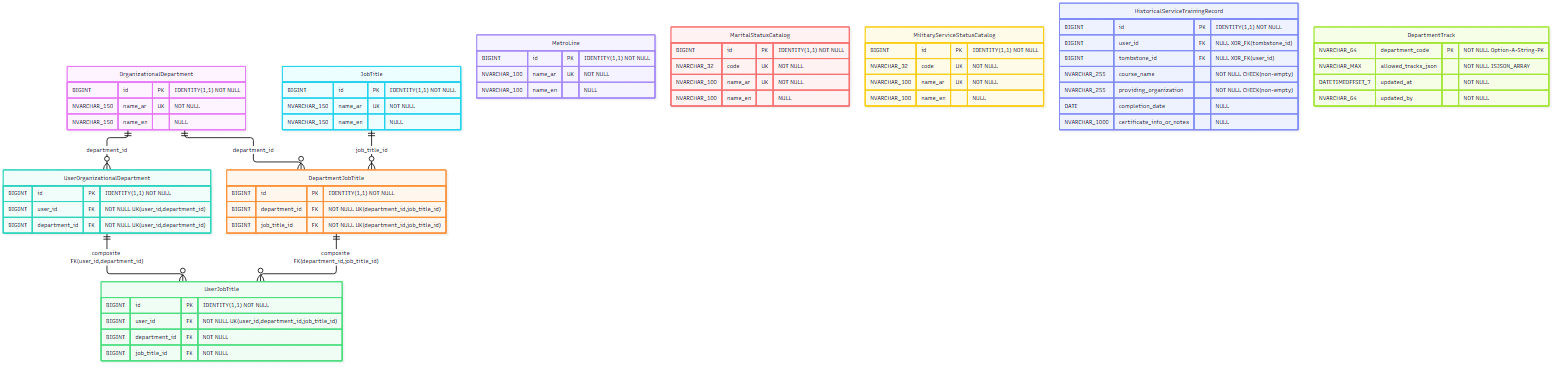 OrganizationalDepartment
BIGINT id PK IDENTITY(1,1) NOT NULL
NVARCHAR_150 name_ar UK NOT NULL
NVARCHAR_150 name_en NULL
JobTitle
BIGINT id PK IDENTITY(1,1) NOT NULL
NVARCHAR_150 name_ar UK NOT NULL
NVARCHAR_150 name_en NULL
MetroLine
BIGINT id PK IDENTITY(1,1) NOT NULL
NVARCHAR_100 name_ar UK NOT NULL
NVARCHAR_100 name_en NULL
MaritalStatusCatalog
BIGINT id PK IDENTITY(1,1) NOT NULL
NVARCHAR_32 code UK NOT NULL
NVARCHAR_100 name_ar UK NOT NULL
NVARCHAR_100 name_en NULL
MilitaryServiceStatusCatalog
BIGINT id PK IDENTITY(1,1) NOT NULL
NVARCHAR_32 code UK NOT NULL
NVARCHAR_100 name_ar UK NOT NULL
NVARCHAR_100 name_en NULL
HistoricalServiceTrainingRecord
BIGINT id PK IDENTITY(1,1) NOT NULL
BIGINT user_id FK NULL XOR_FK(tombstone_id)
BIGINT tombstone_id FK NULL XOR_FK(user_id)
NVARCHAR_255 course_name NOT NULL CHECK(non-empty)
NVARCHAR_255 providing_organization NOT NULL CHECK(non-empty)
DATE completion_date NULL
NVARCHAR_1000 certificate_info_or_notes NULL
DepartmentTrack
NVARCHAR_64 department_code PK NOT NULL Option-A-String-PK
NVARCHAR_MAX allowed_tracks_json NOT NULL ISJSON_ARRAY
DATETIMEOFFSET_7 updated_at NOT NULL
NVARCHAR_64 updated_by NOT NULL
department_id
department_id
job_title_id
UserOrganizationalDepartment
BIGINT id PK IDENTITY(1,1) NOT NULL
BIGINT user_id FK NOT NULL UK(user_id,department_id)
BIGINT department_id FK NOT NULL UK(user_id,department_id)
DepartmentJobTitle
BIGINT id PK IDENTITY(1,1) NOT NULL
BIGINT department_id FK NOT NULL UK(department_id,job_title_id)
BIGINT job_title_id FK NOT NULL UK(department_id,job_title_id)
composite
FK(user_id,department_id)
composite
FK(department_id,job_title_id)
UserJobTitle
BIGINT id PK IDENTITY(1,1) NOT NULL
BIGINT user_id FK NOT NULL UK(user_id,department_id,job_title_id)
BIGINT department_id FK NOT NULL
BIGINT job_title_id FK NOT NULL